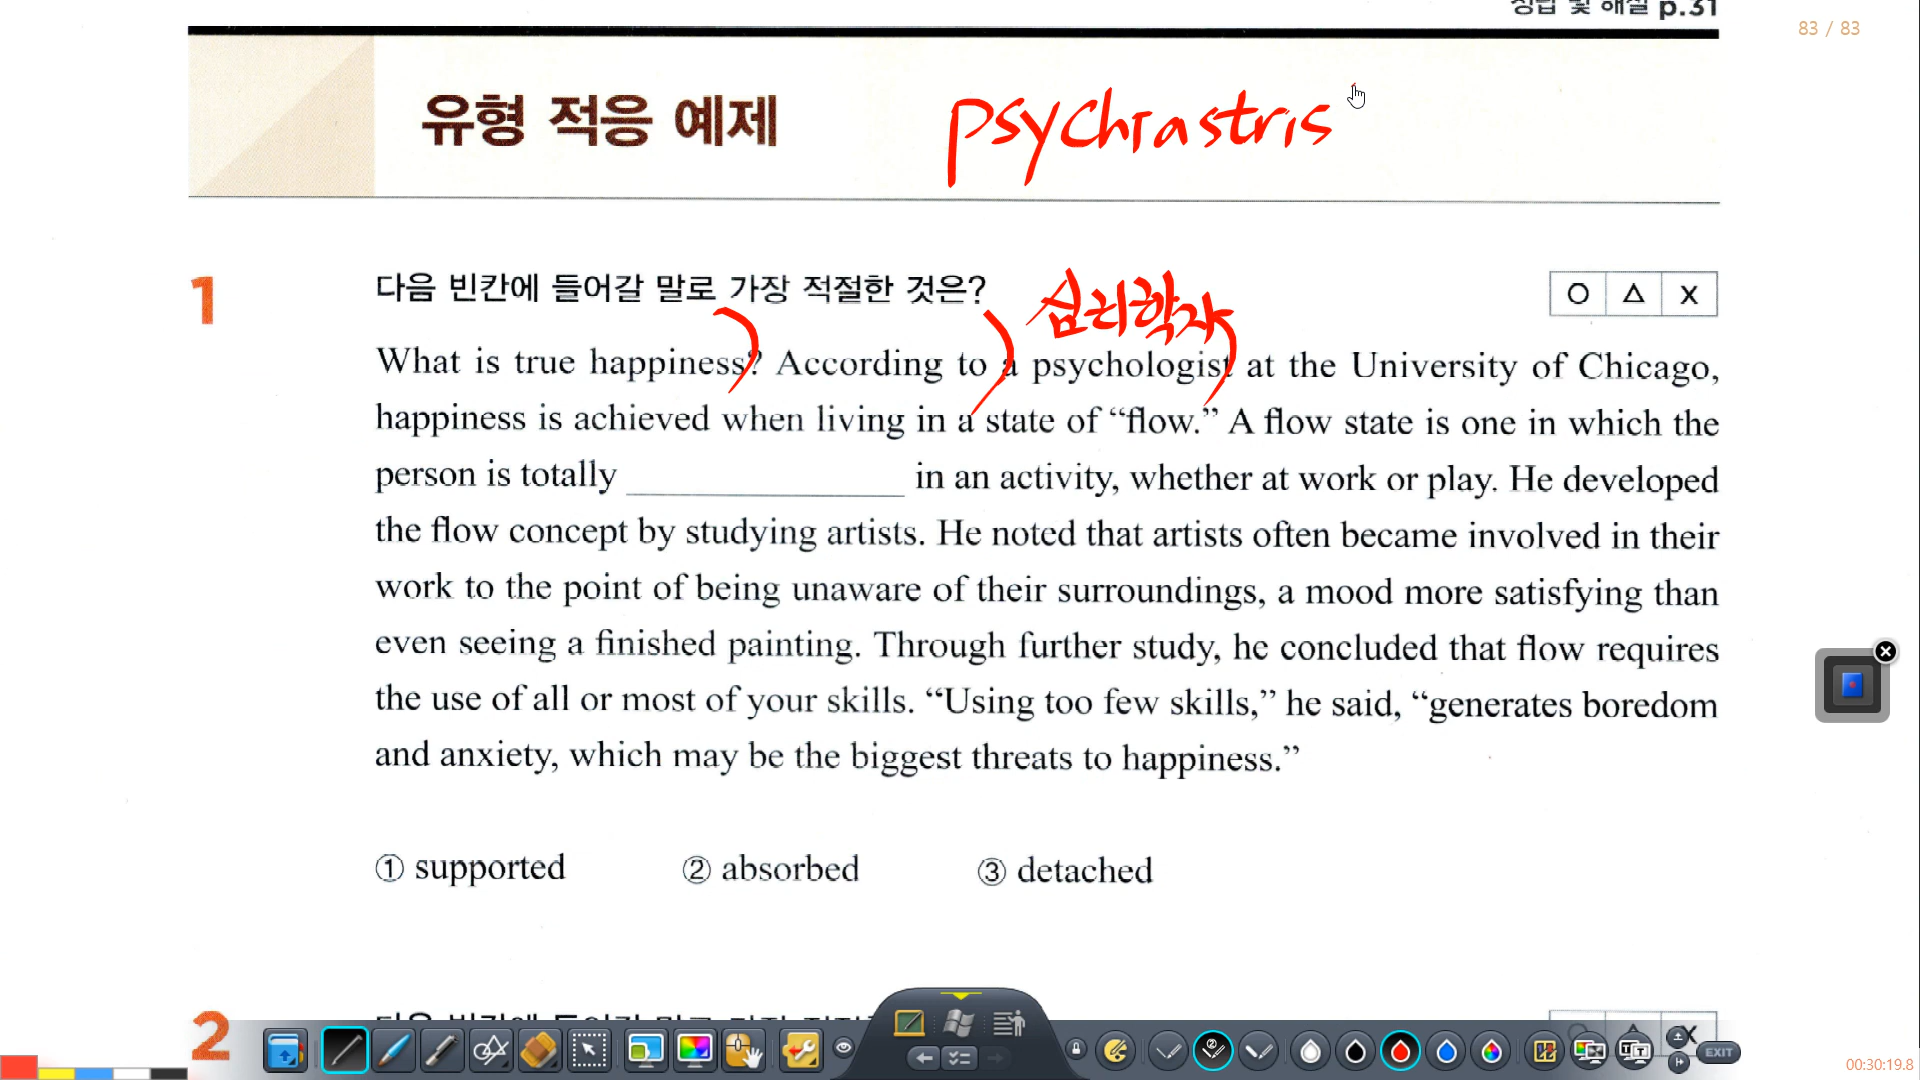 정답 및 해설 p.31
83 / 83
유형 적응 예제
psychiastris
1
다음 빈칸에 들어갈 말로 가장 적절한 것은?
심리학자
O △ X
What is true happiness? According to a psychologist at the University of Chicago,
happiness is achieved when living in a state of “flow.” A flow state is one in which the
person is totally ____________ in an activity, whether at work or play. He developed
the flow concept by studying artists. He noted that artists often became involved in their
work to the point of being unaware of their surroundings, a mood more satisfying than
even seeing a finished painting. Through further study, he concluded that flow requires
the use of all or most of your skills. “Using too few skills,” he said, “generates boredom
and anxiety, which may be the biggest threats to happiness.”
① supported ② absorbed ③ detached
2
EXIT
00:30:19.8